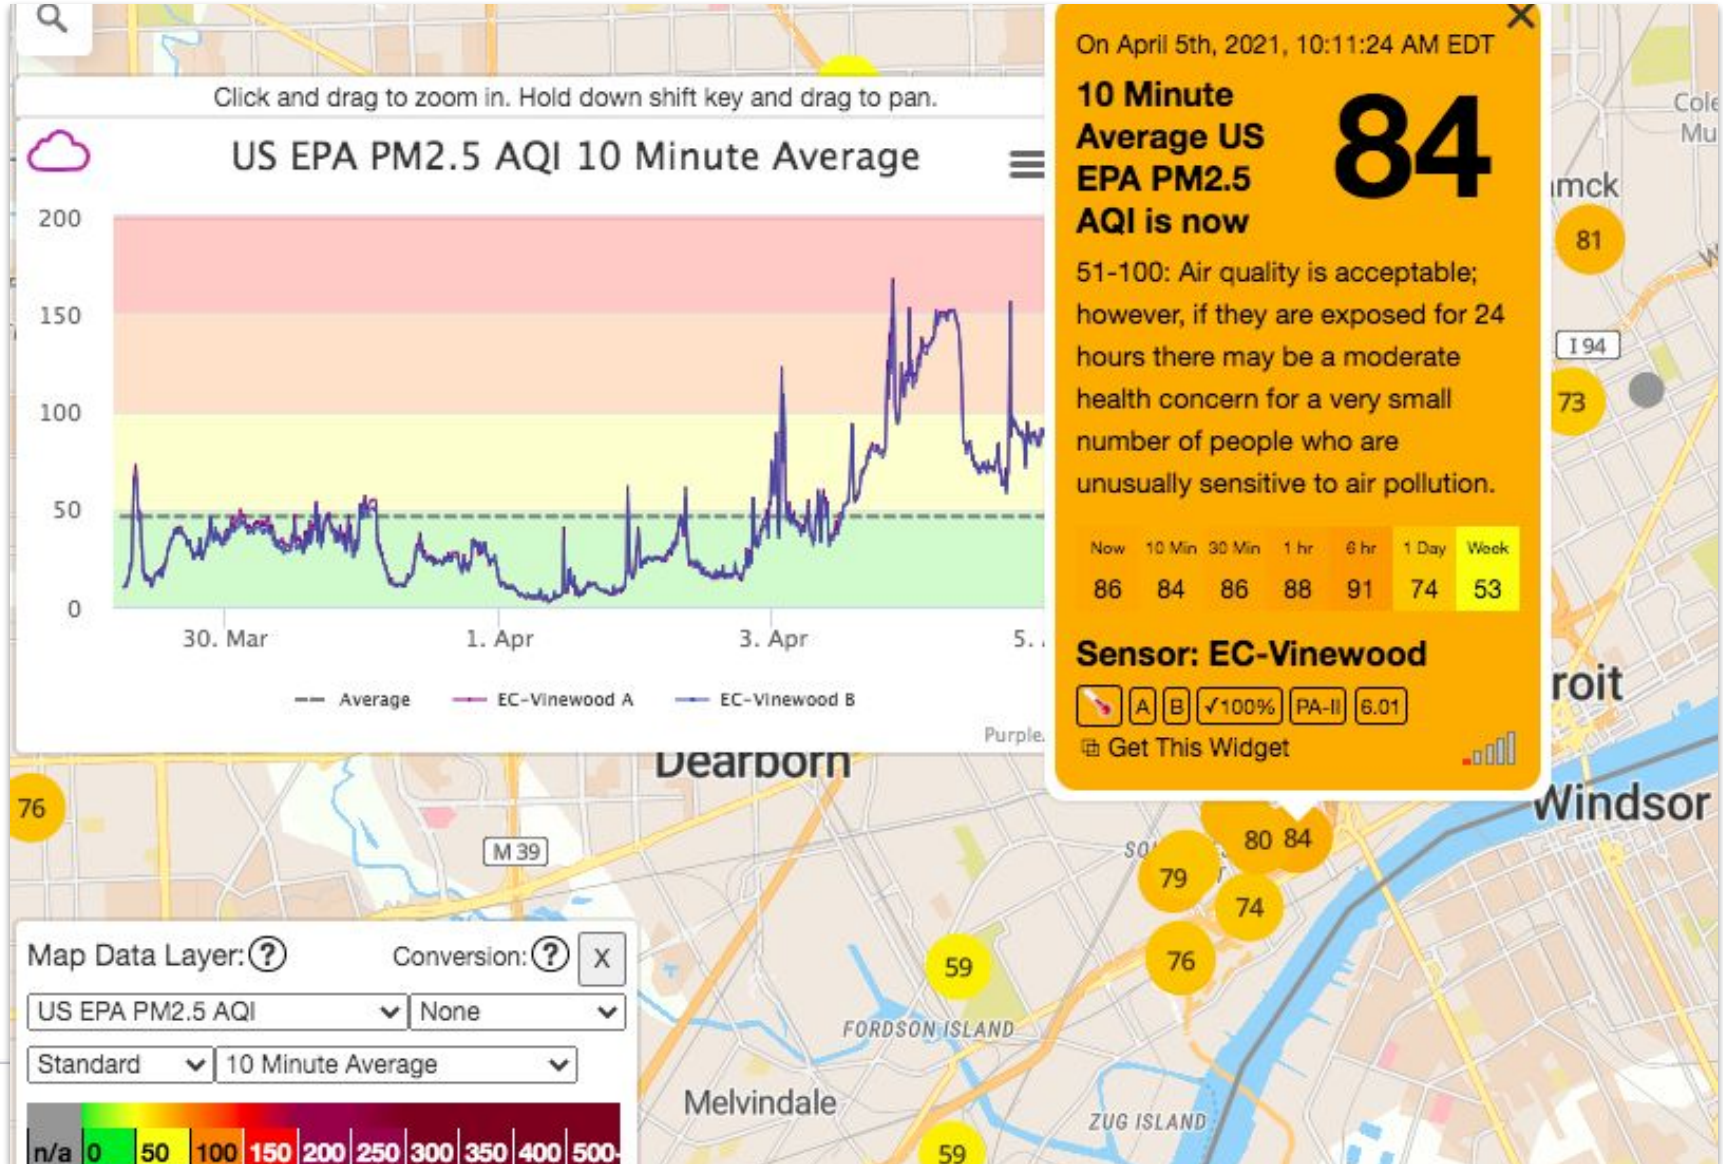 Click and drag to zoom in. Hold down shift key and drag to pan.
US EPA PM2.5 AQI 10 Minute Average
200
150
100
50
0
30. Mar
1. Apr
3. Apr
5.
Average
EC-Vinewood A
EC-Vinewood B
Purple
On April 5th, 2021, 10:11:24 AM EDT
10 Minute
Average US
EPA PM2.5
AQI is now
84
51-100: Air quality is acceptable;
however, if they are exposed for 24
hours there may be a moderate
health concern for a very small
number of people who are
unusually sensitive to air pollution.
Now 10 Min 30 Min 1 hr 6 hr 1 Day Week
86 84 86 88 91 74 53
Sensor: EC-Vinewood
A B √100% PA-II 6.01
Get This Widget
Cole
Mu
mck
81
I 94
73
roit
Windsor
Dearborn
76
M 39
80 84
79
74
76
59
FORDSON ISLAND
Melvindale
ZUG ISLAND
59
Map Data Layer: ? Conversion: ? X
US EPA PM2.5 AQI None
Standard 10 Minute Average
n/a 0 50 100 150 200 250 300 350 400 500